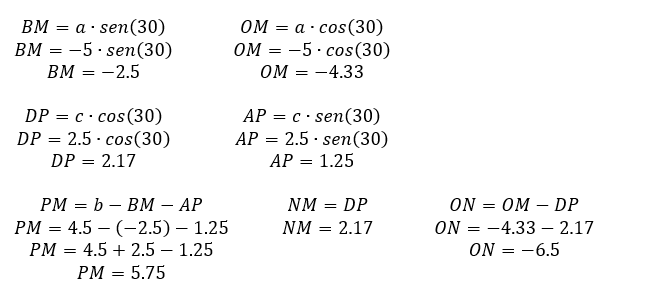 BM = a · sen(30)
BM = −5 · sen(30)
BM = −2.5
OM = a · cos(30)
OM = −5 · cos(30)
OM = −4.33
DP = c · cos(30)
DP = 2.5 · cos(30)
DP = 2.17
AP = c · sen(30)
AP = 2.5 · sen(30)
AP = 1.25
PM = b − BM − AP
PM = 4.5 − (−2.5) − 1.25
PM = 4.5 + 2.5 − 1.25
PM = 5.75
NM = DP
NM = 2.17
ON = OM − DP
ON = −4.33 − 2.17
ON = −6.5